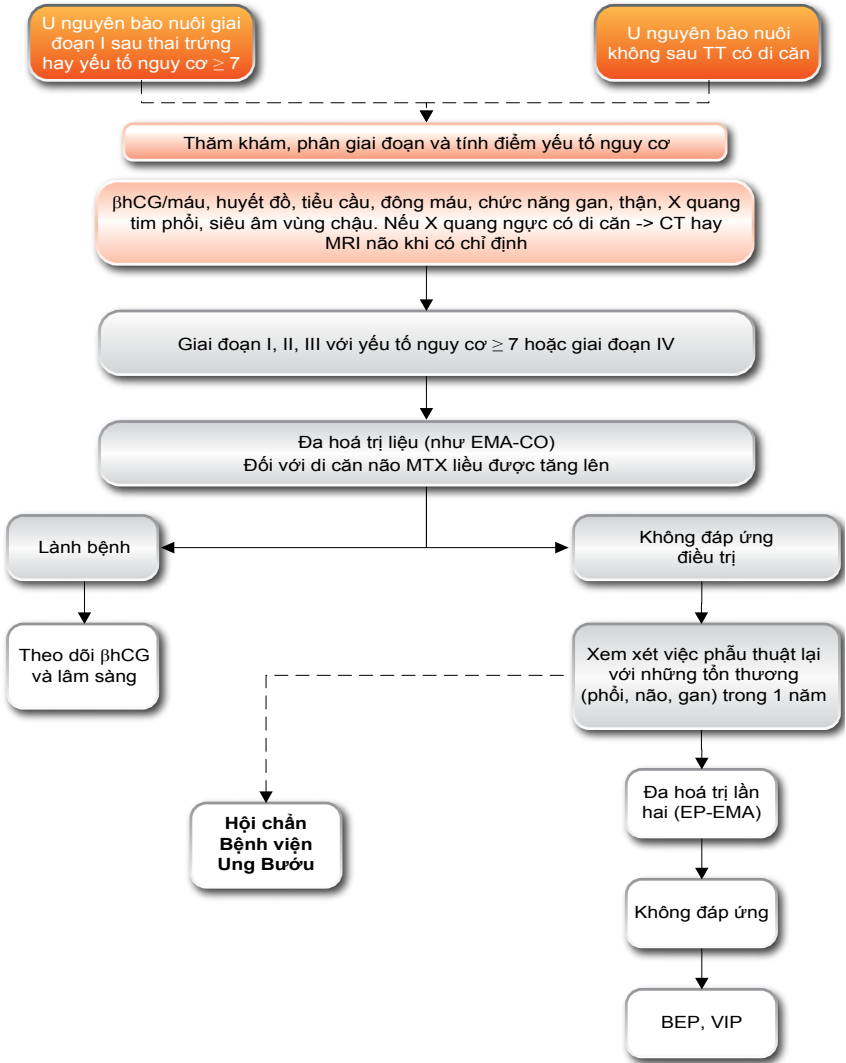 U nguyên bào nuôi giai
đoạn I sau thai trứng
hay yếu tố nguy cơ ≥ 7
U nguyên bào nuôi
không sau TT có di căn
Thăm khám, phân giai đoạn và tính điểm yếu tố nguy cơ
βhCG/máu, huyết đồ, tiểu cầu, đông máu, chức năng gan, thận, X quang
tim phổi, siêu âm vùng chậu. Nếu X quang ngực có di căn -> CT hay
MRI não khi có chỉ định
Giai đoạn I, II, III với yếu tố nguy cơ ≥ 7 hoặc giai đoạn IV
Đa hoá trị liệu (như EMA-CO)
Đối với di căn não MTX liều được tăng lên
Lành bệnh
Không đáp ứng
điều trị
Theo dõi βhCG
và lâm sàng
Xem xét việc phẫu thuật lại
với những tổn thương
(phổi, não, gan) trong 1 năm
Hội chẩn
Bệnh viện
Ung Bướu
Đa hoá trị lần
hai (EP-EMA)
Không đáp ứng
BEP, VIP